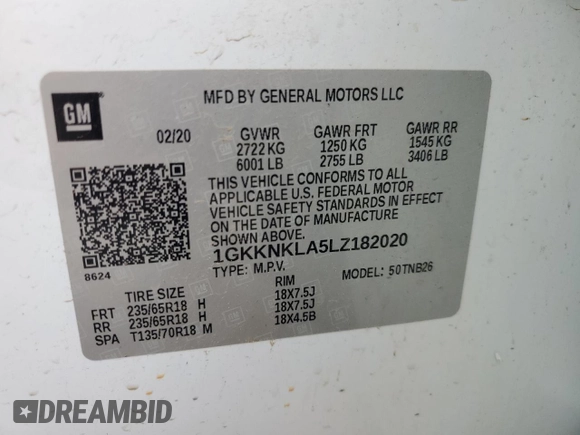 GM
MFD BY GENERAL MOTORS LLC
02/20 GVWR GAWR FRT GAWR RR
2722 KG 1250 KG 1545 KG
6001 LB 2755 LB 3406 LB
THIS VEHICLE CONFORMS TO ALL
APPLICABLE U.S. FEDERAL MOTOR
VEHICLE SAFETY STANDARDS IN EFFECT
ON THE DATE OF MANUFACTURE
SHOWN ABOVE.
1GKKNKLA5LZ182020
8624
TYPE: M.P.V. MODEL: 50TNB26
TIRE SIZE RIM
FRT 235/65R18 H 18X7.5J
RR 235/65R18 H 18X7.5J
SPA T135/70R18 M 18X4.5B
DREAMBID